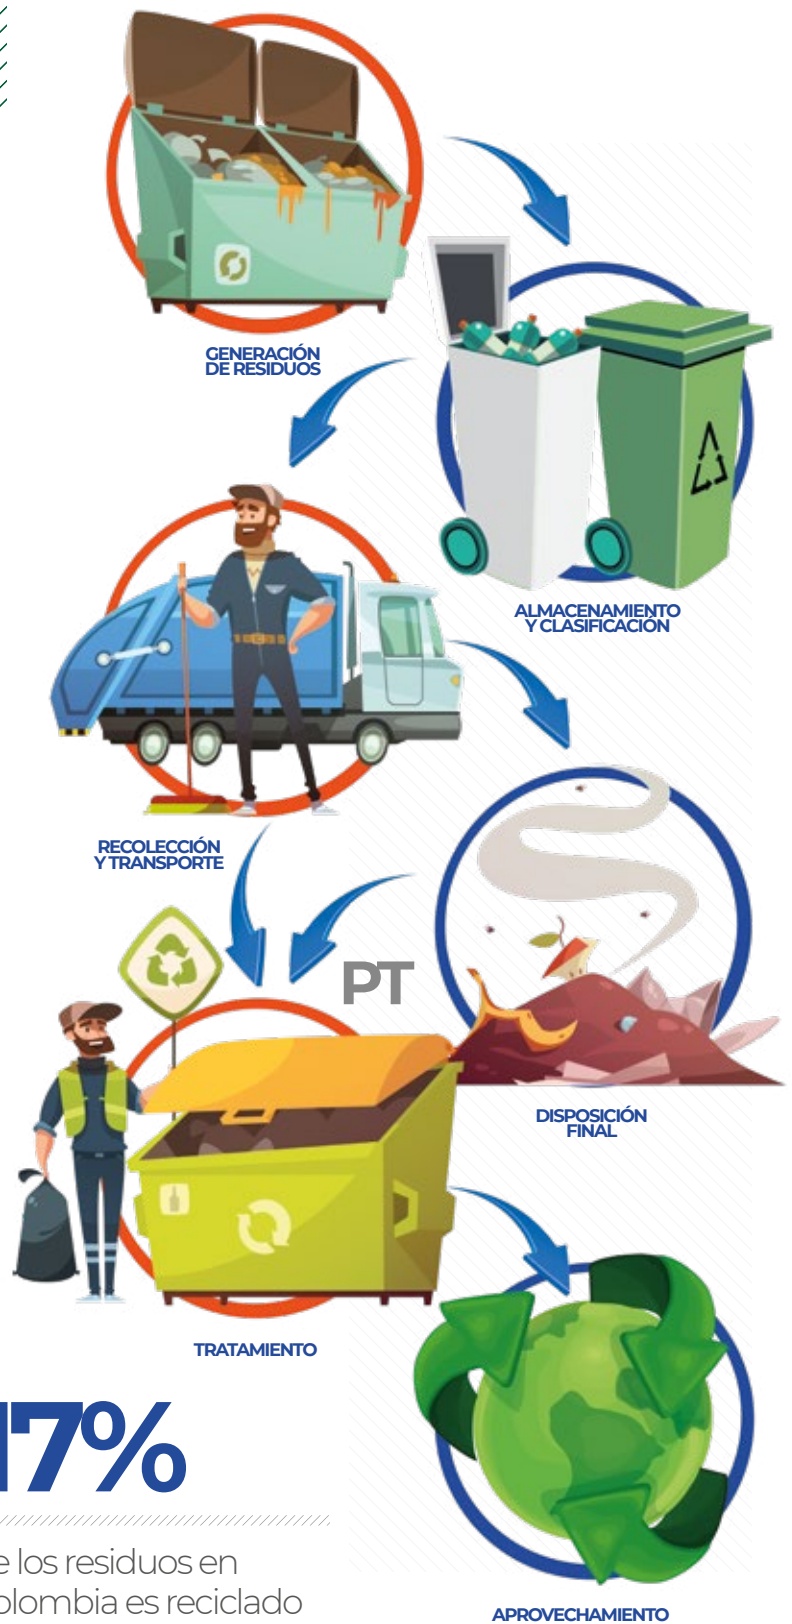 GENERACIÓN
DE RESIDUOS
ALMACENAMIENTO
Y CLASIFICACIÓN
RECOLECCIÓN
Y TRANSPORTE
PT
DISPOSICIÓN
FINAL
TRATAMIENTO
17%
e los residuos en
olombia es reciclado
APROVECHAMIENTO